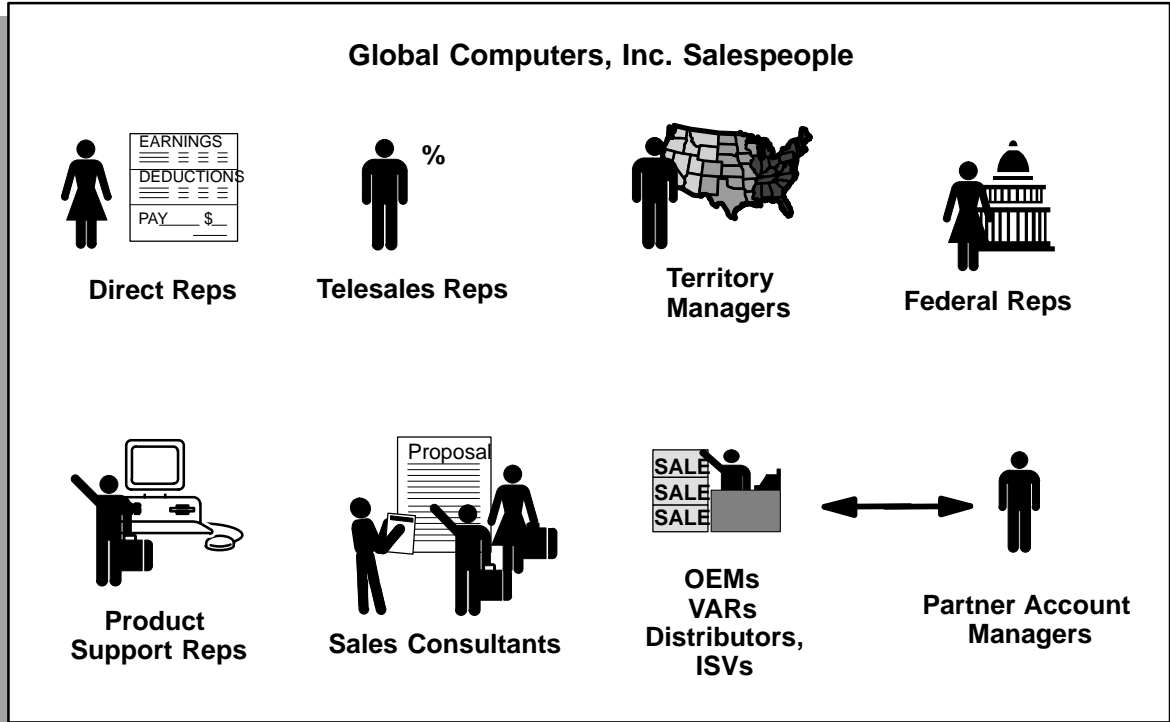 Global Computers, Inc. Salespeople
EARNINGS
DEDUCTIONS
PAY $
Direct Reps
%
Telesales Reps
Territory
Managers
Federal Reps
Product
Support Reps
Proposal
Sales Consultants
SALE
SALE
SALE
OEMs
VARs
Distributors,
ISVs
Partner Account
Managers